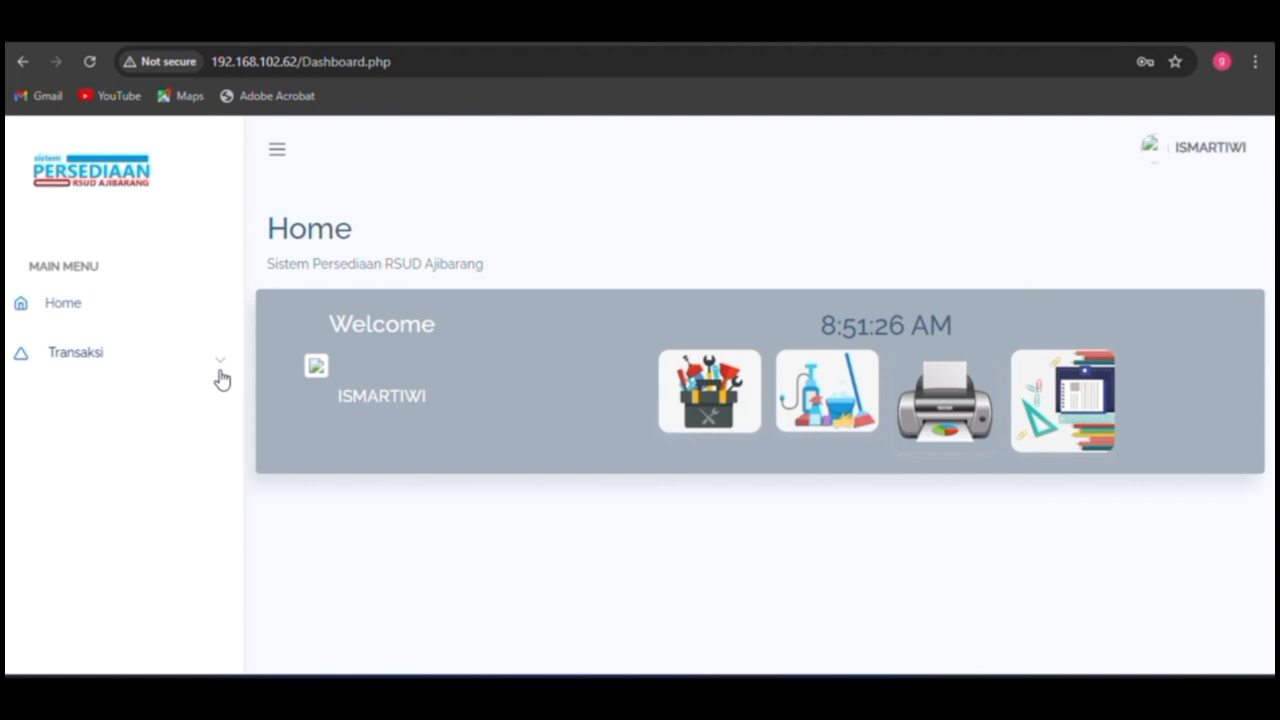 Not secure 192.168.102.62/Dashboard.php g
Gmail YouTube Maps Adobe Acrobat
sistem
PERSEDIAAN
RSUD AJIBARANG
ISMARTIWI
Home
Sistem Persediaan RSUD Ajibarang
MAIN MENU
Home
Transaksi
Welcome
ISMARTIWI
8:51:26 AM